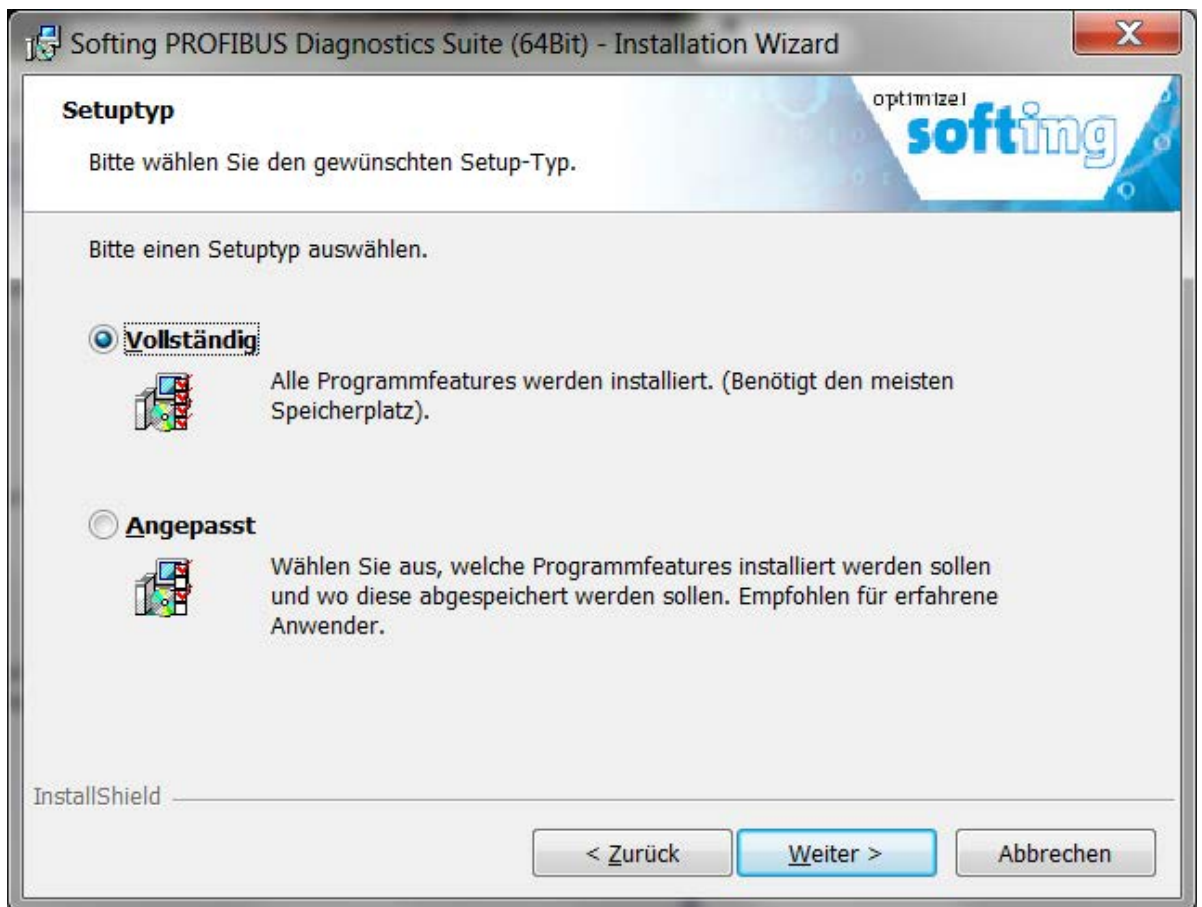 Softing PROFIBUS Diagnostics Suite (64Bit) - Installation Wizard
Setuptyp
Bitte wählen Sie den gewünschten Setup-Typ.
optimize!
softing
Bitte einen Setuptyp auswählen.
Vollständig
Alle Programmfeatures werden installiert. (Benötigt den meisten
Speicherplatz).
Angepasst
Wählen Sie aus, welche Programmfeatures installiert werden sollen
und wo diese abgespeichert werden sollen. Empfohlen für erfahrene
Anwender.
InstallShield
< Zurück
Weiter >
Abbrechen